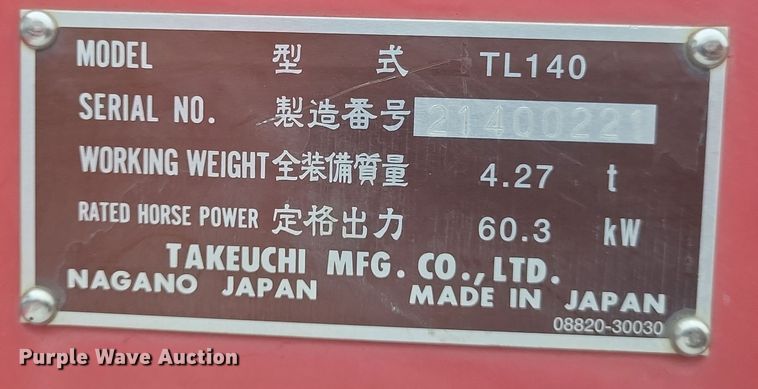 MODEL 型式 TL140
SERIAL NO. 製造番号 21400221
WORKING WEIGHT 全装備質量 4.27 t
RATED HORSE POWER 定格出力 60.3 kW
TAKEUCHI MFG. CO., LTD.
NAGANO JAPAN MADE IN JAPAN
08820-30030
Purple Wave Auction